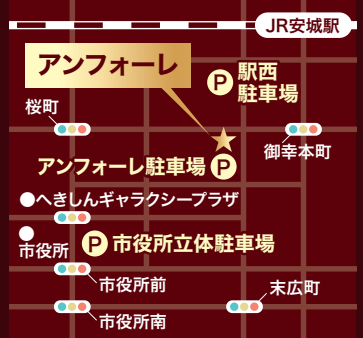 JR安城駅
アンフォーレ
P
駅西
駐車場
桜町
御幸本町
アンフォーレ駐車場
P
へきしんギャラクシープラザ
市役所
P
市役所立体駐車場
市役所前
末広町
市役所南